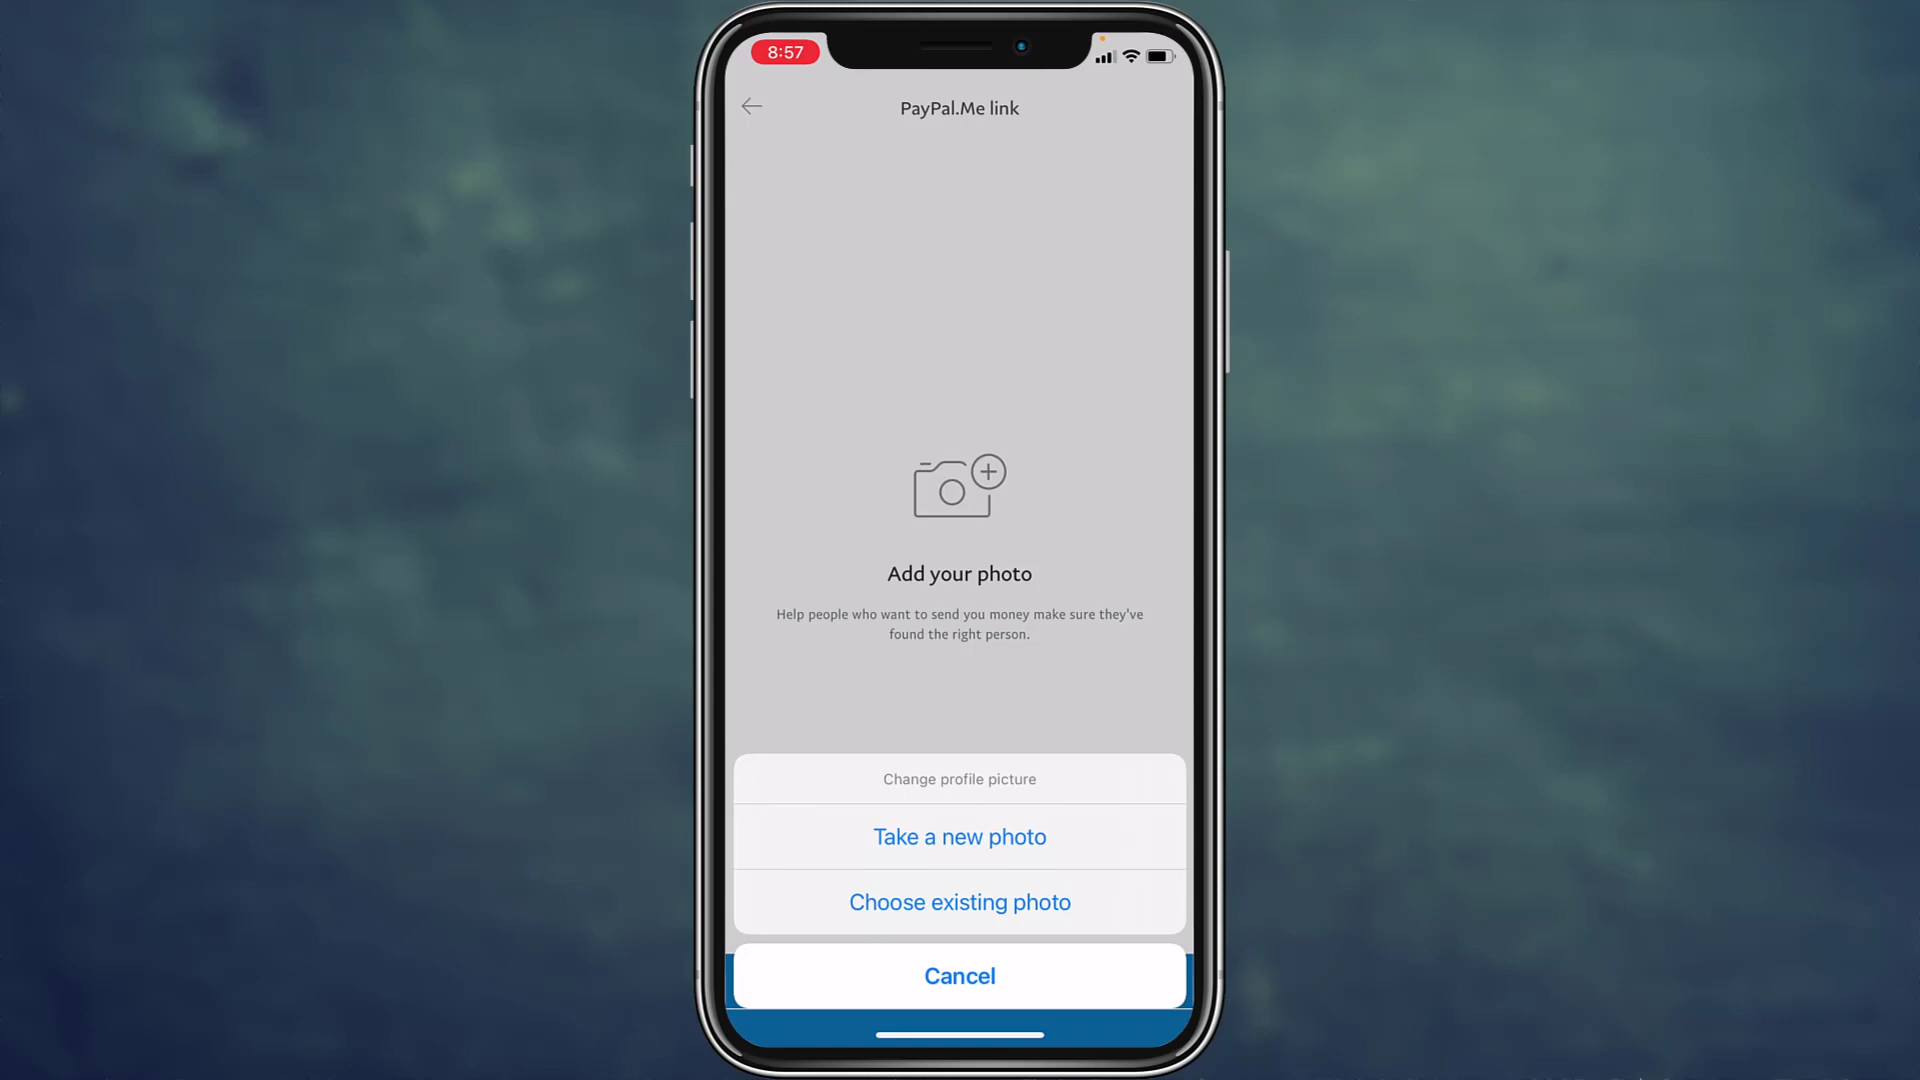 8:57
PayPal.Me link
Add your photo
Help people who want to send you money make sure they've
found the right person.
Change profile picture
Take a new photo
Choose existing photo
Cancel